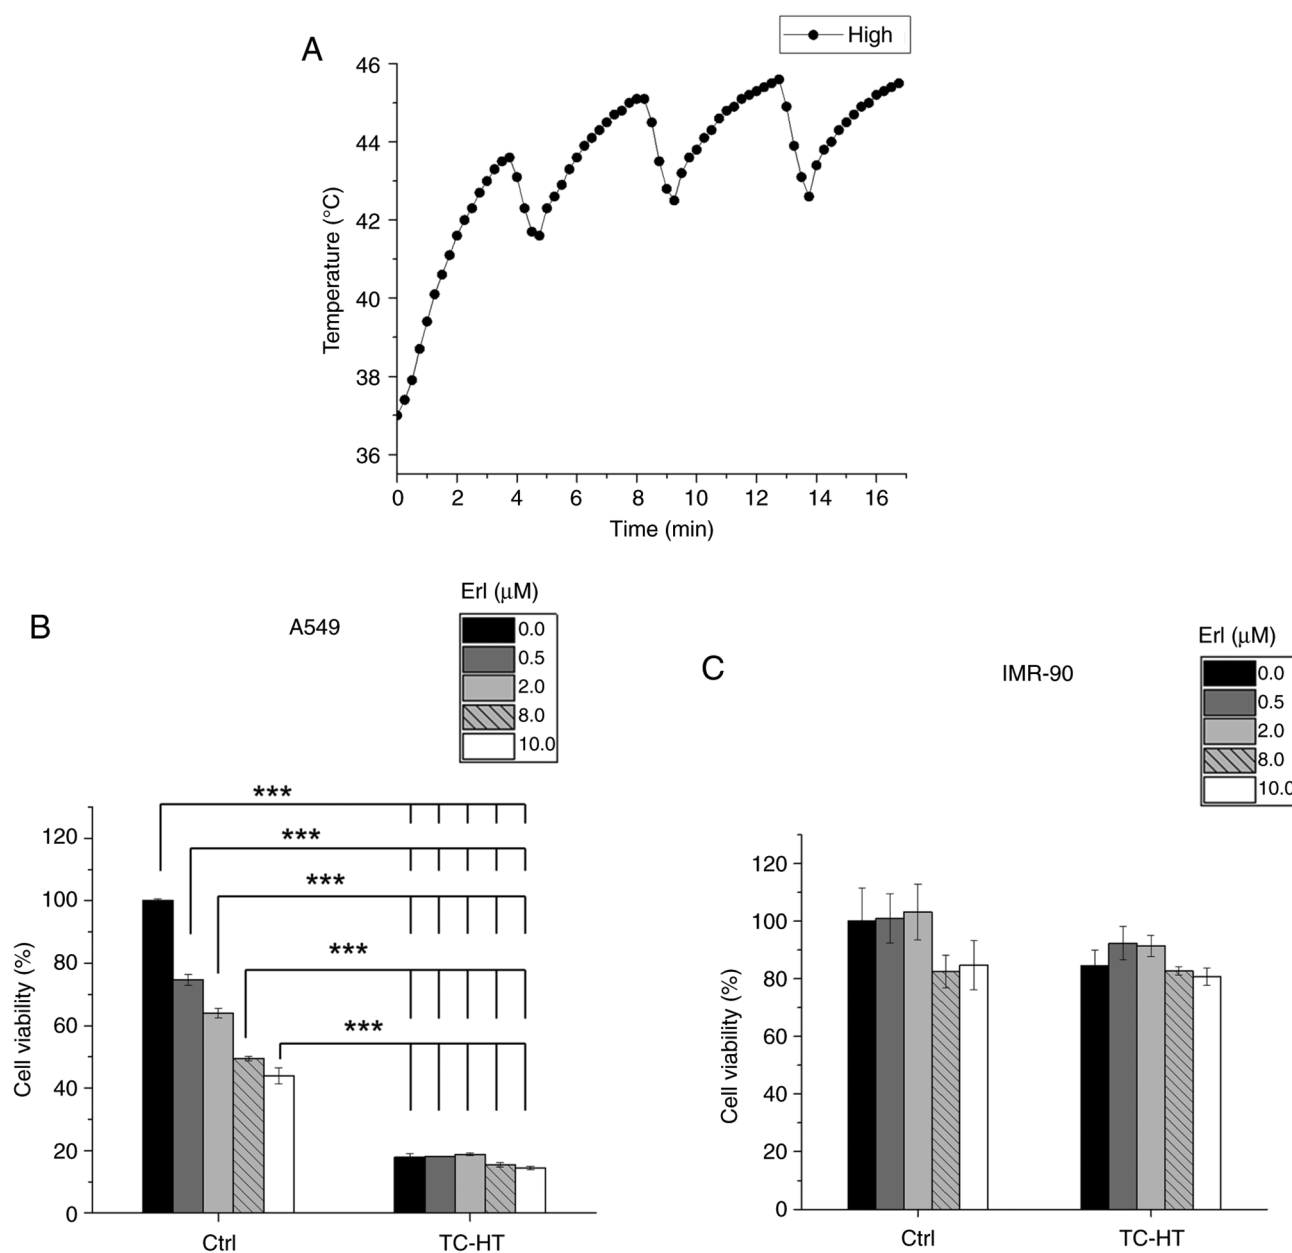 A
High
46
44
42
40
38
36
Temperature (°C)
0 2 4 6 8 10 12 14 16
Time (min)
B
A549
Erl (μM)
0.0
0.5
2.0
8.0
10.0
***
***
***
***
***
120
100
80
60
40
20
0
Cell viability (%)
Ctrl TC-HT
C
IMR-90
Erl (μM)
0.0
0.5
2.0
8.0
10.0
120
100
80
60
40
20
0
Cell viability (%)
Ctrl TC-HT